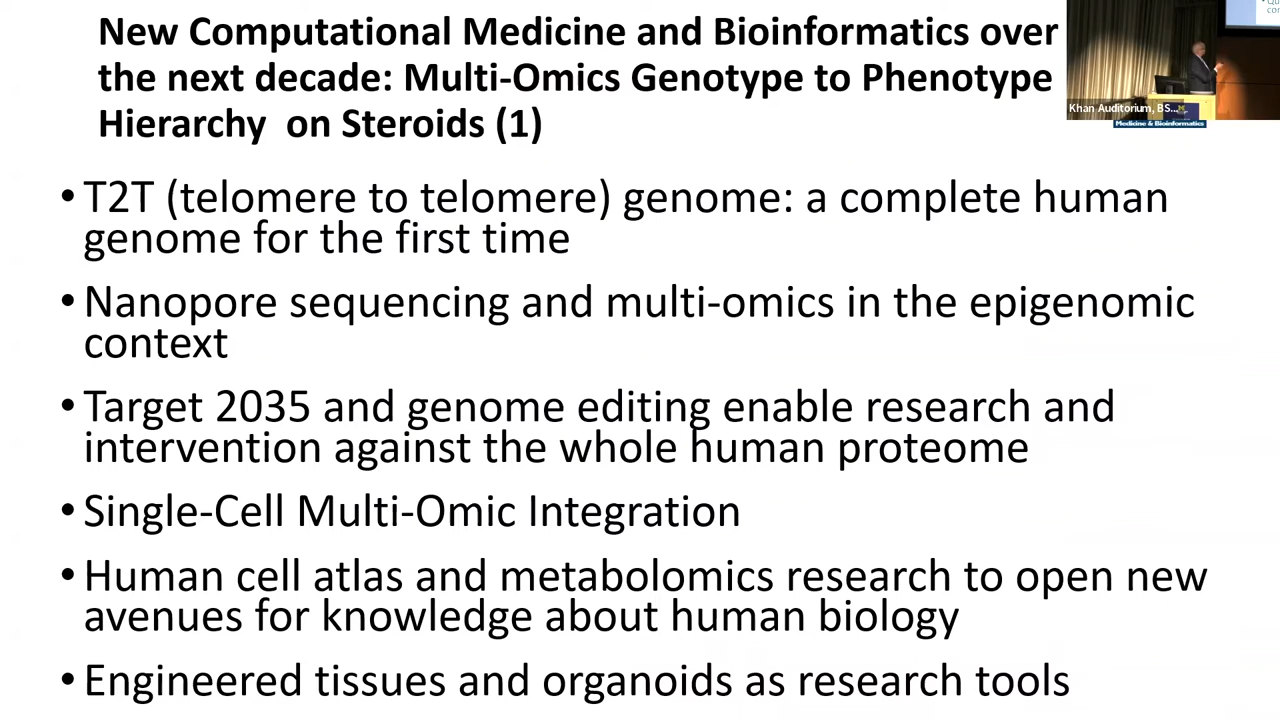 New Computational Medicine and Bioinformatics over
the next decade: Multi-Omics Genotype to Phenotype
Hierarchy  on Steroids (1)
Khan Auditorium, BS...
Medicine & Bioinformatics
• T2T (telomere to telomere) genome: a complete human
genome for the first time
• Nanopore sequencing and multi-omics in the epigenomic
context
• Target 2035 and genome editing enable research and
intervention against the whole human proteome
• Single-Cell Multi-Omic Integration
• Human cell atlas and metabolomics research to open new
avenues for knowledge about human biology
• Engineered tissues and organoids as research tools